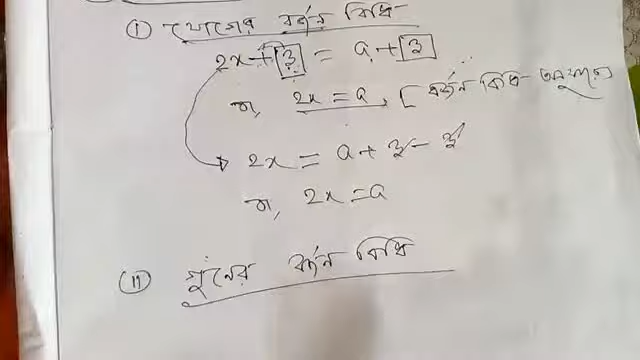 (i) যোগের বর্জন বিধি-
2x + 3 = a + 3
বা, 2x = a, [বর্জন বিধি অনুসারে]
2x = a + 3 - 3
বা, 2x = a
(ii) গুনের বর্জন বিধি